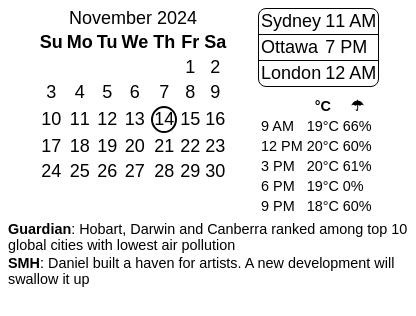 November 2024
Su Mo Tu We Th Fr Sa
1 2
3 4 5 6 7 8 9
10 11 12 13 14 15 16
17 18 19 20 21 22 23
24 25 26 27 28 29 30
Sydney 11 AM
Ottawa 7 PM
London 12 AM
°C ☂
9 AM 19°C 66%
12 PM 20°C 60%
3 PM 20°C 61%
6 PM 19°C 0%
9 PM 18°C 60%
Guardian: Hobart, Darwin and Canberra ranked among top 10
global cities with lowest air pollution
SMH: Daniel built a haven for artists. A new development will
swallow it up